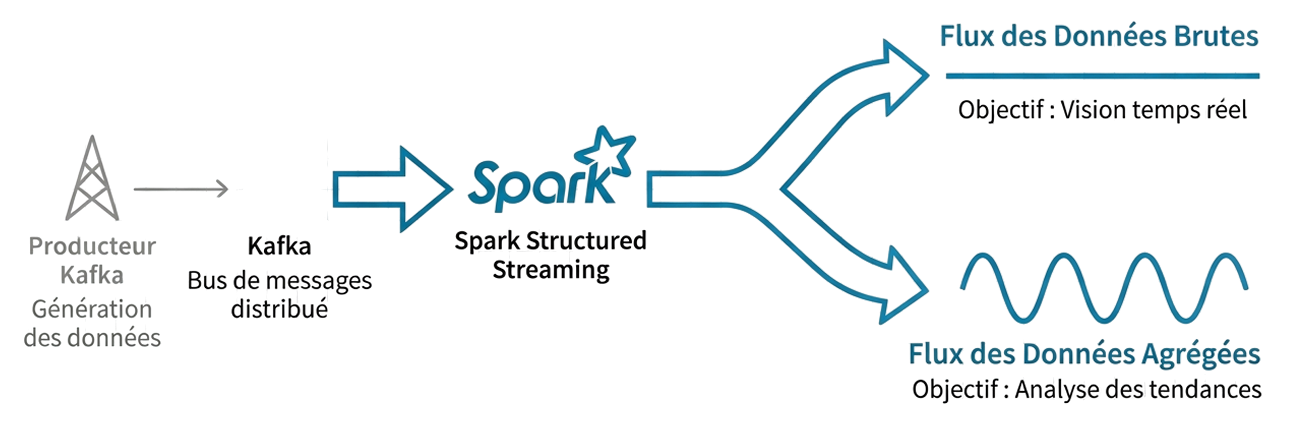 Producteur
Kafka
Génération
des données
Kafka
Bus de messages
distribué
Spark
Spark Structured
Streaming
Flux des Données Brutes
Objectif : Vision temps réel
Flux des Données Agrégées
Objectif : Analyse des tendances